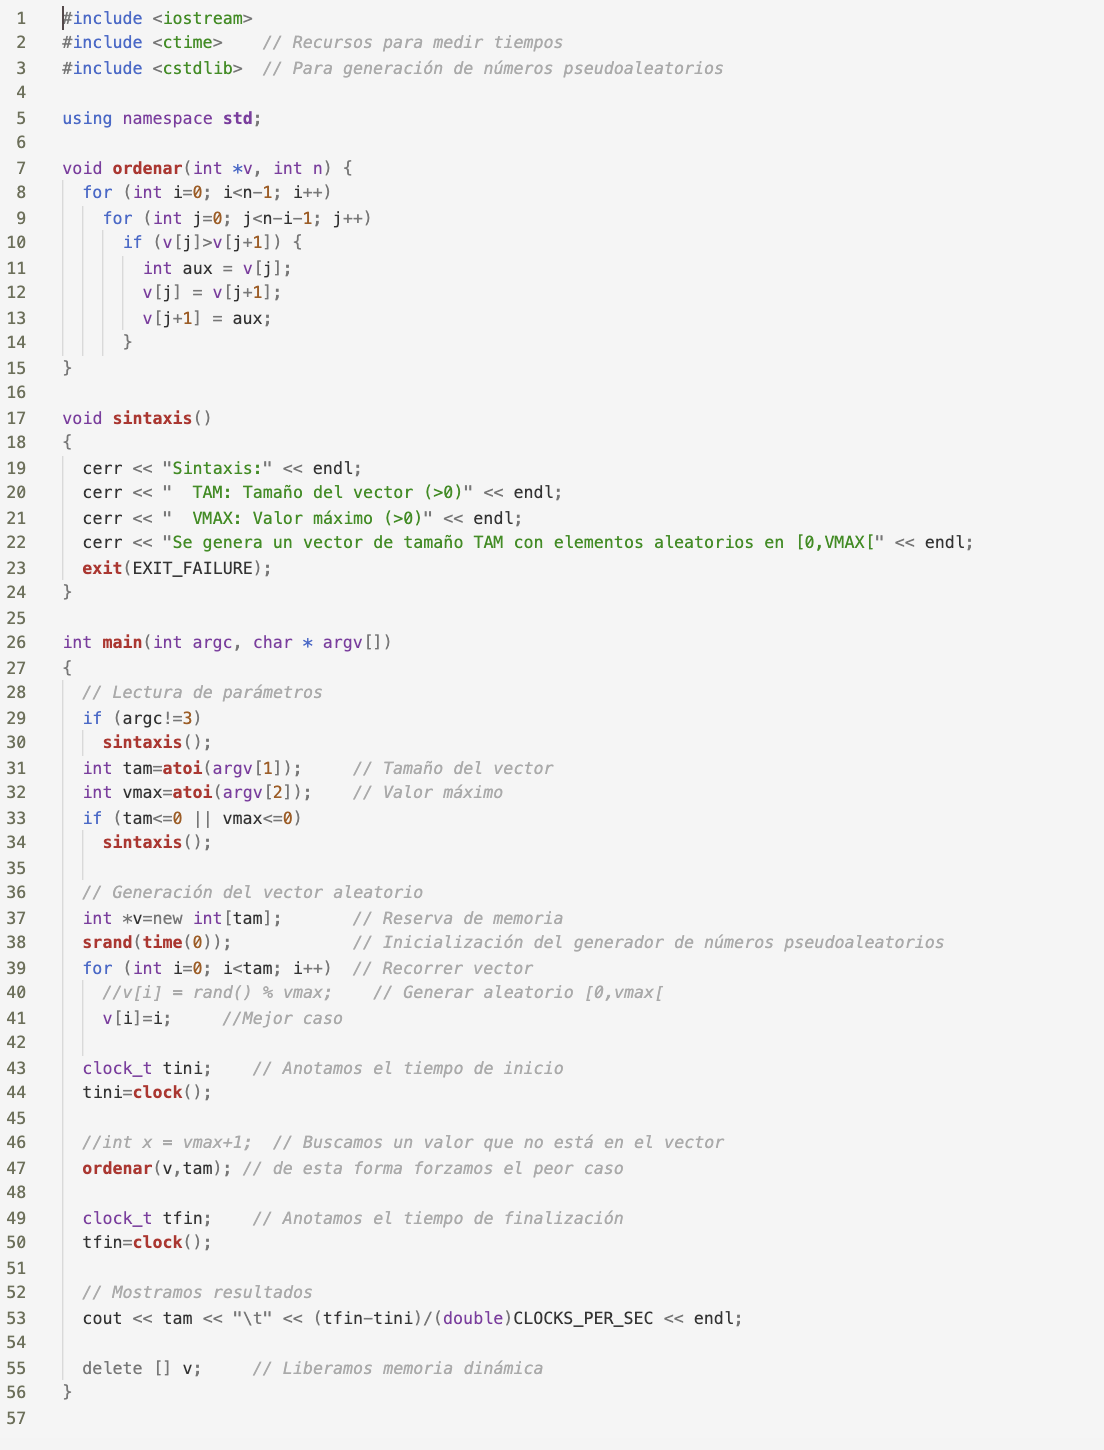 1 #include <iostream>
2 #include <ctime>    // Recursos para medir tiempos
3 #include <cstdlib>  // Para generación de números pseudoaleatorios
4
5 using namespace std;
6
7 void ordenar(int *v, int n) {
8   for (int i=0; i<n-1; i++)
9     for (int j=0; j<n-i-1; j++)
10       if (v[j]>v[j+1]) {
11         int aux = v[j];
12         v[j] = v[j+1];
13         v[j+1] = aux;
14       }
15 }
16
17 void sintaxis()
18 {
19   cerr << "Sintaxis:" << endl;
20   cerr << "  TAM: Tamaño del vector (>0)" << endl;
21   cerr << "  VMAX: Valor máximo (>0)" << endl;
22   cerr << "Se genera un vector de tamaño TAM con elementos aleatorios en [0,VMAX[" << endl;
23   exit(EXIT_FAILURE);
24 }
25
26 int main(int argc, char * argv[])
27 {
28   // Lectura de parámetros
29   if (argc!=3)
30     sintaxis();
31   int tam=atoi(argv[1]);     // Tamaño del vector
32   int vmax=atoi(argv[2]);    // Valor máximo
33   if (tam<=0 || vmax<=0)
34     sintaxis();
35
36   // Generación del vector aleatorio
37   int *v=new int[tam];       // Reserva de memoria
38   srand(time(0));            // Inicialización del generador de números pseudoaleatorios
39   for (int i=0; i<tam; i++)  // Recorrer vector
40     //v[i] = rand() % vmax;    // Generar aleatorio [0,vmax[
41     v[i]=i;     //Mejor caso
42
43   clock_t tini;    // Anotamos el tiempo de inicio
44   tini=clock();
45
46   //int x = vmax+1;  // Buscamos un valor que no está en el vector
47   ordenar(v,tam); // de esta forma forzamos el peor caso
48
49   clock_t tfin;    // Anotamos el tiempo de finalización
50   tfin=clock();
51
52   // Mostramos resultados
53   cout << tam << "\t" << (tfin-tini)/(double)CLOCKS_PER_SEC << endl;
54
55   delete [] v;     // Liberamos memoria dinámica
56 }
57